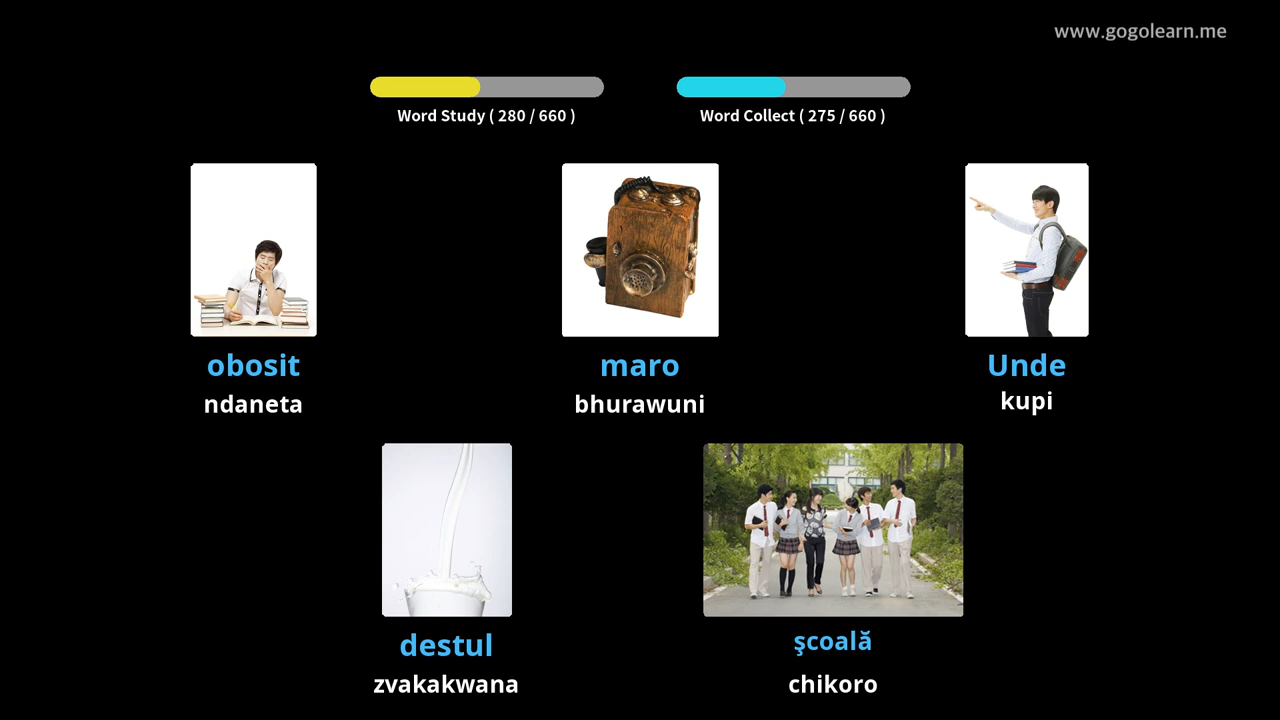 www.gogolearn.me
Word Study ( 280 / 660 )
Word Collect ( 275 / 660 )
obosit
ndaneta
maro
bhurawuni
Unde
kupi
destul
zvakakwana
şcoală
chikoro